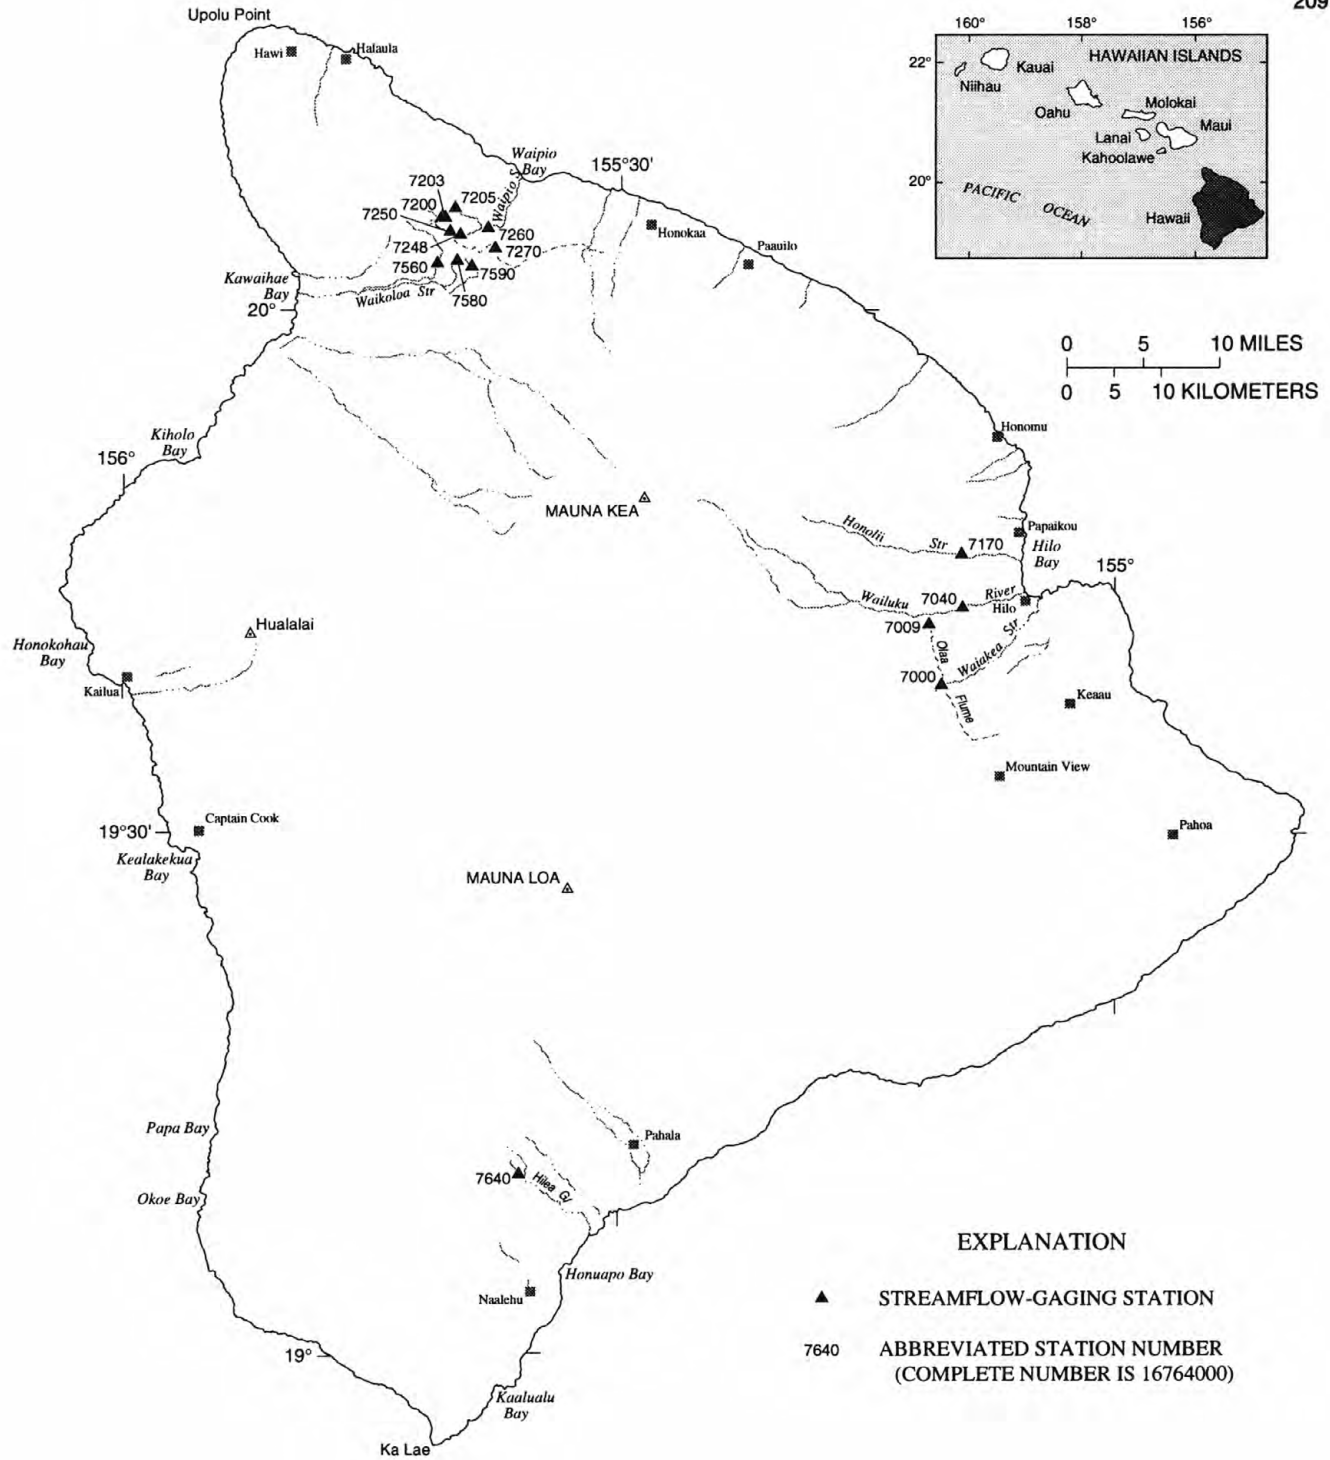 209
Upolu Point
Hawi
Halaula
160°
158°
156°
22°
HAWAIIAN ISLANDS
Kauai
Niihau
Oahu
Molokai
Lanai
Maui
Kahoolawe
20°
PACIFIC OCEAN
Hawaii
Waipio
Bay
155°30'
7203
7200
7205
7250
Waipio S
7260
7248
7270
7560
7590
7580
Honokaa
Paauilo
Kawaihae
Bay
Waikoloa Str
20°
0 5 10 MILES
0 5 10 KILOMETERS
Kiholo
Bay
156°
Honomu
MAUNA KEA
Honolii Str
7170
Papaikou
Hilo
Bay
155°
Wailuku River
7040
Hilo
7009
Olaa Flume
Waiakea Str
7000
Hualalai
Honokohau
Bay
Kailua
Keaau
Mountain View
19°30'
Captain Cook
Pahoa
Kealakekua
Bay
MAUNA LOA
Papa Bay
Pahala
7640
Hilea G/
Okoe Bay
Honuapo Bay
Naalehu
19°
Kaalualu
Bay
Ka Lae
EXPLANATION
STREAMFLOW-GAGING STATION
7640 ABBREVIATED STATION NUMBER
(COMPLETE NUMBER IS 16764000)